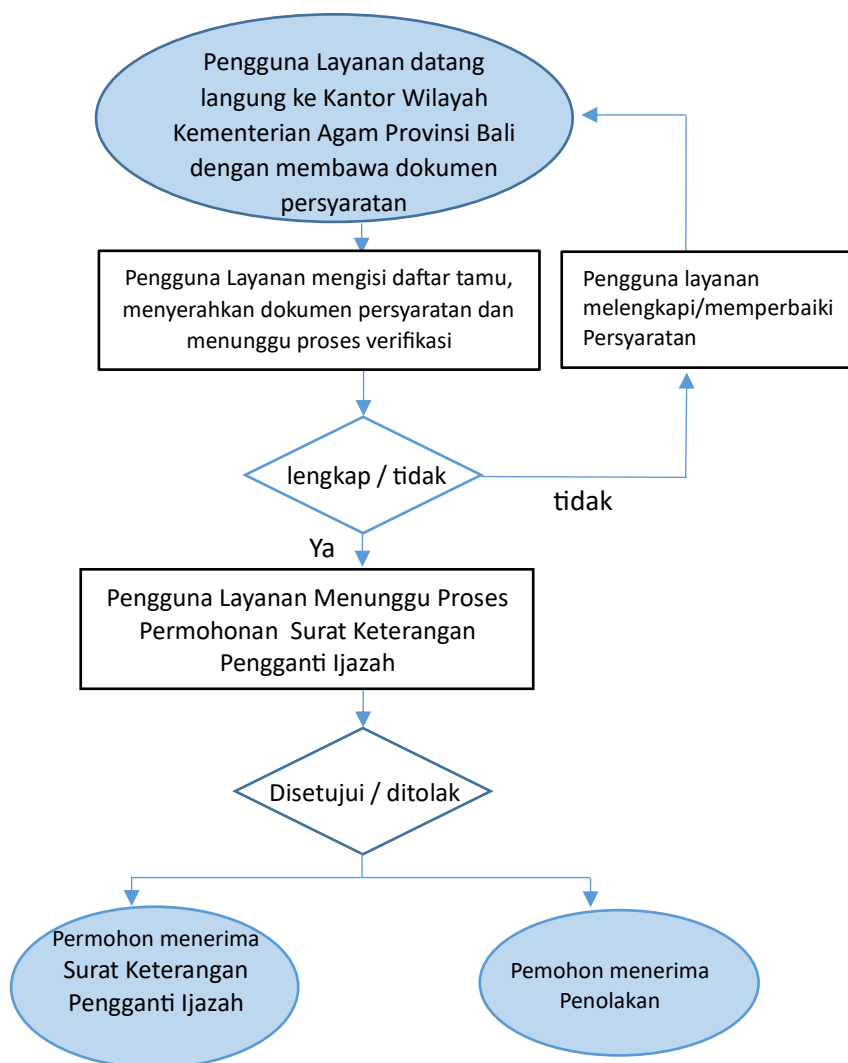 Pengguna Layanan datang
langung ke Kantor Wilayah
Kementerian Agam Provinsi Bali
dengan membawa dokumen
persyaratan
Pengguna Layanan mengisi daftar tamu,
menyerahkan dokumen persyaratan dan
menunggu proses verifikasi
Pengguna layanan
melengkapi/memperbaiki
Persyaratan
lengkap / tidak
tidak
Ya
Pengguna Layanan Menunggu Proses
Permohonan Surat Keterangan
Pengganti Ijazah
Disetujui / ditolak
Permohon menerima
Surat Keterangan
Pengganti Ijazah
Pemohon menerima
Penolakan